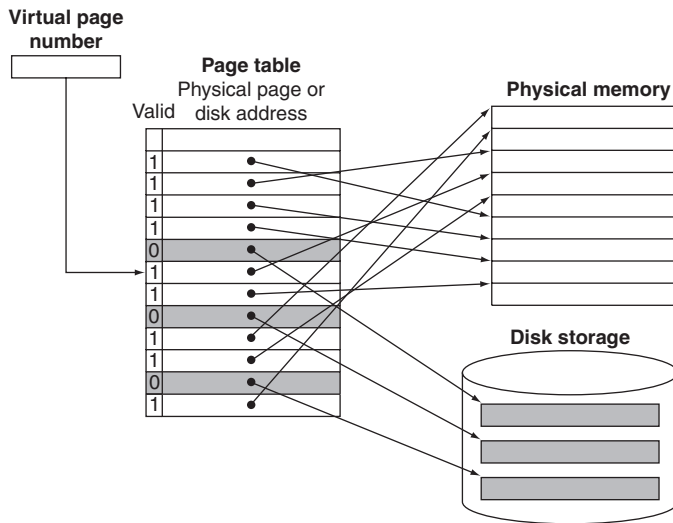 Virtual page
number
Page table
Physical page or
disk address
Valid
Physical memory
1
1
1
1
0
1
1
0
1
1
0
1
Disk storage